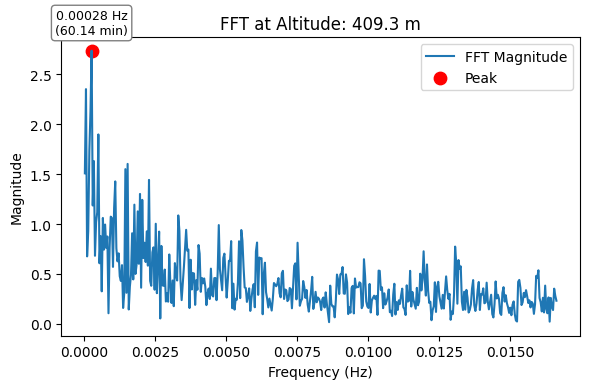 FFT at Altitude: 409.3 m
0.00028 Hz
(60.14 min)
FFT Magnitude
Peak
Magnitude
2.5
2.0
1.5
1.0
0.5
0.0
0.0000 0.0025 0.0050 0.0075 0.0100 0.0125 0.0150
Frequency (Hz)